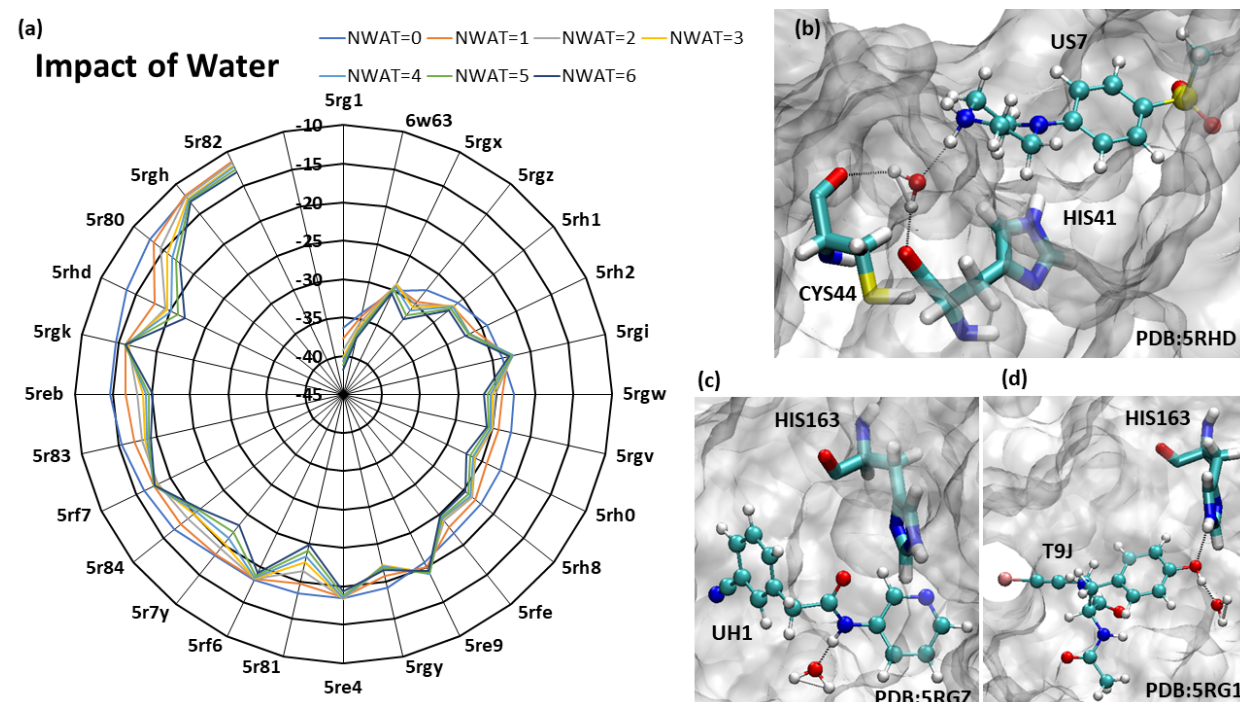 (a)
Impact of Water
NWAT=0 NWAT=1 NWAT=2 NWAT=3
NWAT=4 NWAT=5 NWAT=6
5rg1
6w63
5rgx
5rgz
5rh1
5rh2
5rgi
5rgw
5rgv
5rh0
5rh8
5rfe
5re9
5rgy
5re4
5r81
5rf6
5r7y
5r84
5rf7
5r83
5reb
5rgk
5rhd
5r80
5rgh
5r82
-10
-15
-20
-25
-30
-35
-40
-45
(b)
US7
HIS41
CYS44
PDB:5RHD
(c)
HIS163
UH1
PDB:5RGZ
(d)
HIS163
T9J
PDB:5RG1